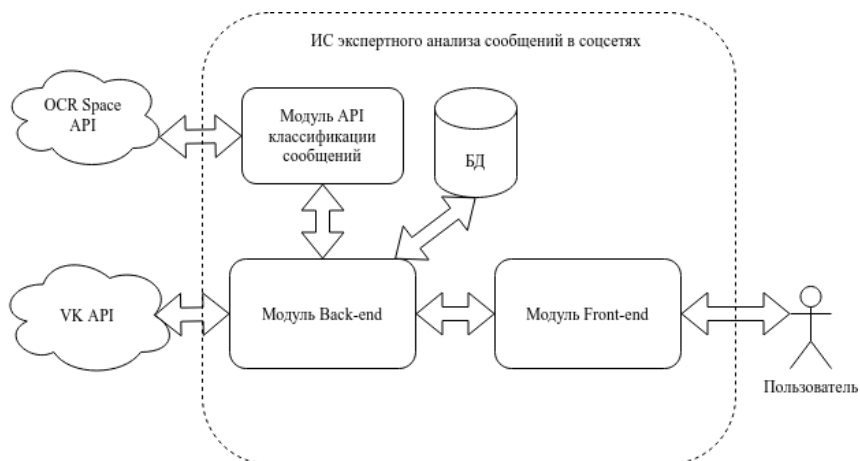 ИС экспертного анализа сообщений в соцсетях
OCR Space
API
Модуль API
классификации
сообщений
БД
VK API
Модуль Back-end
Модуль Front-end
Пользователь